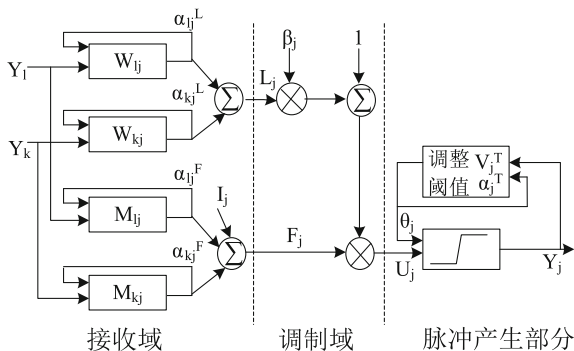 α_lj^L
Y_l
W_lj
α_kj^L
Y_k
W_kj
Σ
L_j
β_j
1
Σ
α_lj^F
M_lj
I_j
α_kj^F
M_kj
Σ
F_j
U_j
θ_j
调整 V_j^T
阈值 α_j^T
Y_j
接收域
调制域
脉冲产生部分